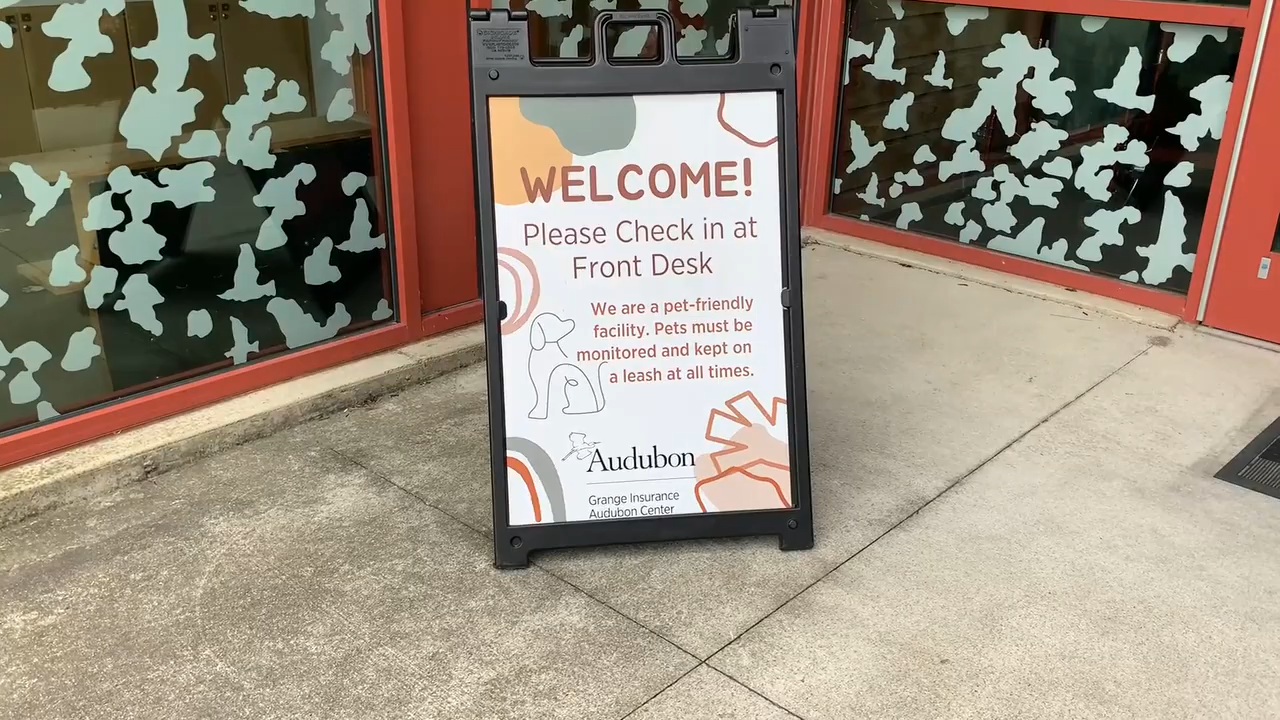 WELCOME!
Please Check in at
Front Desk
We are a pet-friendly
facility. Pets must be
monitored and kept on
a leash at all times.
Audubon
Grange Insurance
Audubon Center